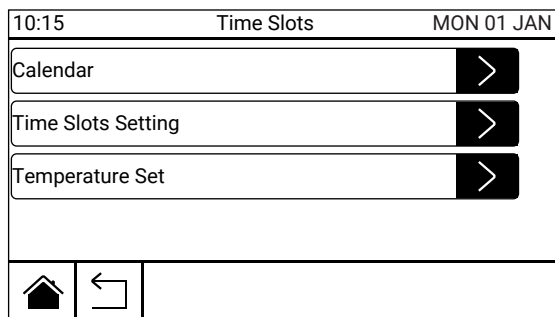 10:15 Time Slots MON 01 JAN
Calendar
Time Slots Setting
Temperature Set